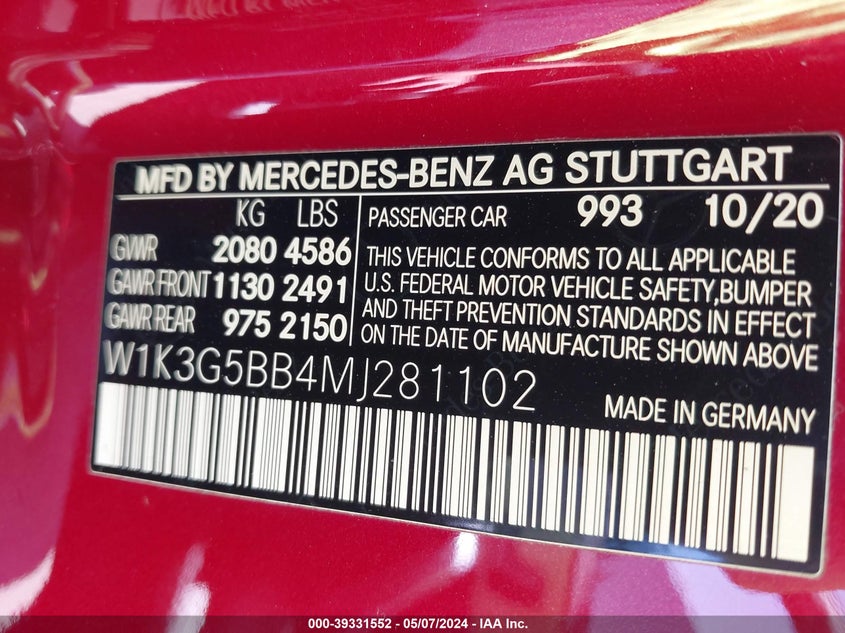 MFD BY MERCEDES-BENZ AG STUTTGART
KG LBS
GVWR 2080 4586
GAWR FRONT 1130 2491
GAWR REAR 975 2150
PASSENGER CAR 993 10/20
THIS VEHICLE CONFORMS TO ALL APPLICABLE
U.S. FEDERAL MOTOR VEHICLE SAFETY,BUMPER
AND THEFT PREVENTION STANDARDS IN EFFECT
ON THE DATE OF MANUFACTURE SHOWN ABOVE
W1K3G5BB4MJ281102
MADE IN GERMANY
000-39331552 - 05/07/2024 - IAA Inc.